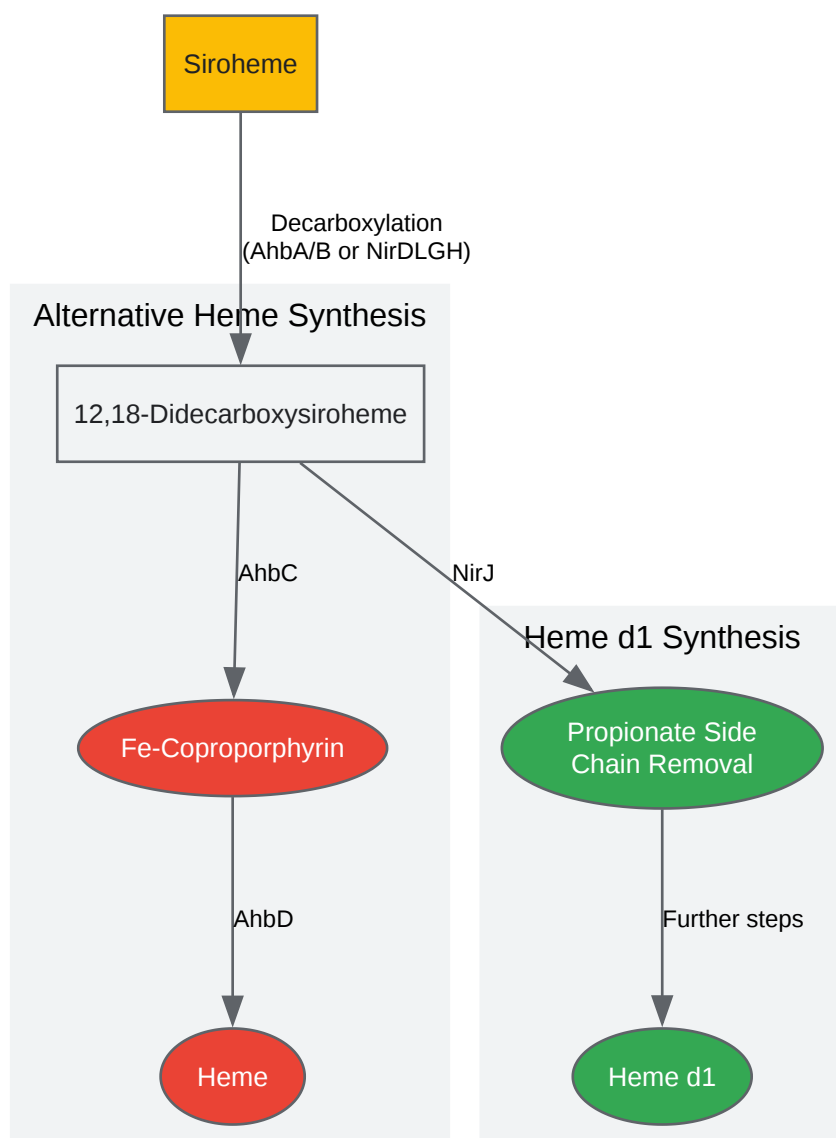 Siroheme
Decarboxylation
(AhbA/B or NirDLGH)
Alternative Heme Synthesis
12,18-Didecarboxysiroheme
AhbC
NirJ
Heme d1 Synthesis
Fe-Coproporphyrin
Propionate Side
Chain Removal
AhbD
Further steps
Heme
Heme d1